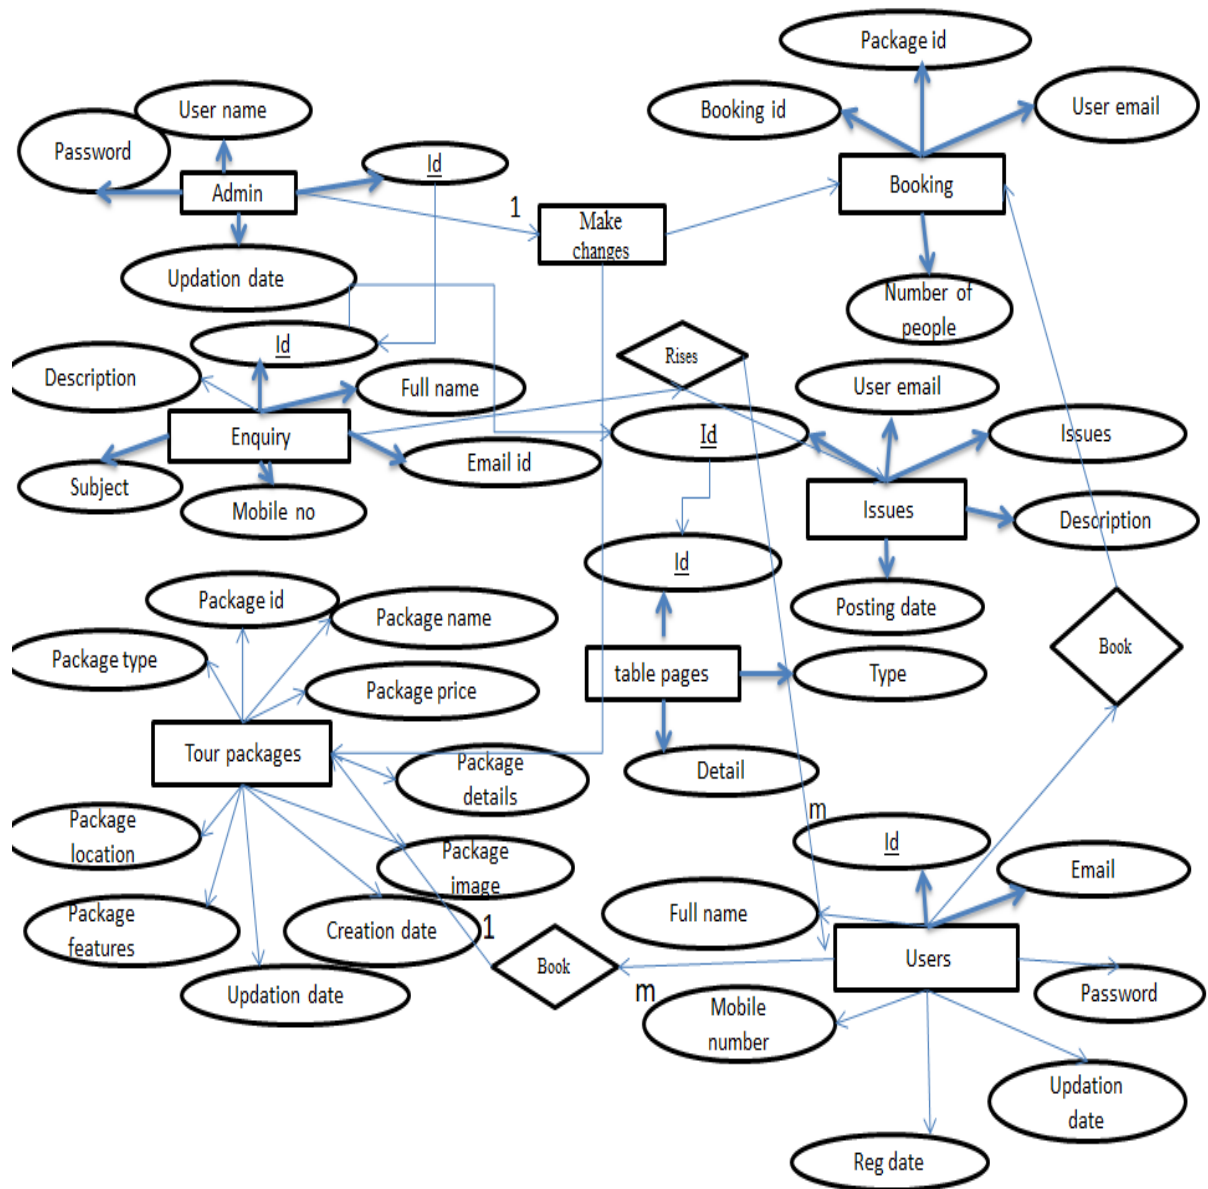 Package id
User name
Booking id
User email
Password
Id
Admin
Booking
1
Make
changes
Updation date
Number of
people
Id
Rises
Description
Full name
User email
Enquiry
Id
Issues
Email id
Subject
Mobile no
Issues
Description
Id
Package id
Package name
Posting date
Package type
Package price
table pages
Type
Book
Tour packages
Package
details
Detail
Package
location
m
Id
Email
Package
image
Package
features
Creation date
1
Full name
Book
Users
Updation date
m
Mobile
number
Password
Updation
date
Reg date